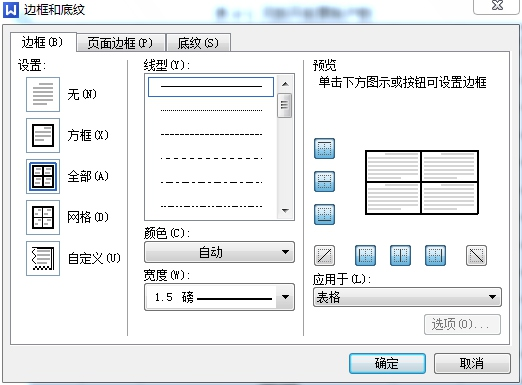 边框和底纹
边框(B)
页面边框(P)
底纹(S)
设置:
无(N)
方框(X)
全部(A)
网格(D)
自定义(U)
线型(Y):
颜色(C):
自动
宽度(W):
1.5 磅
预览
单击下方图示或按钮可设置边框
应用于(L):
表格
选项(O)...
确定
取消